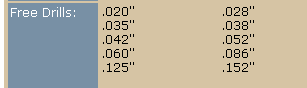 Free Drills: .020" .028"
.035" .038"
.042" .052"
.060" .086"
.125" .152"